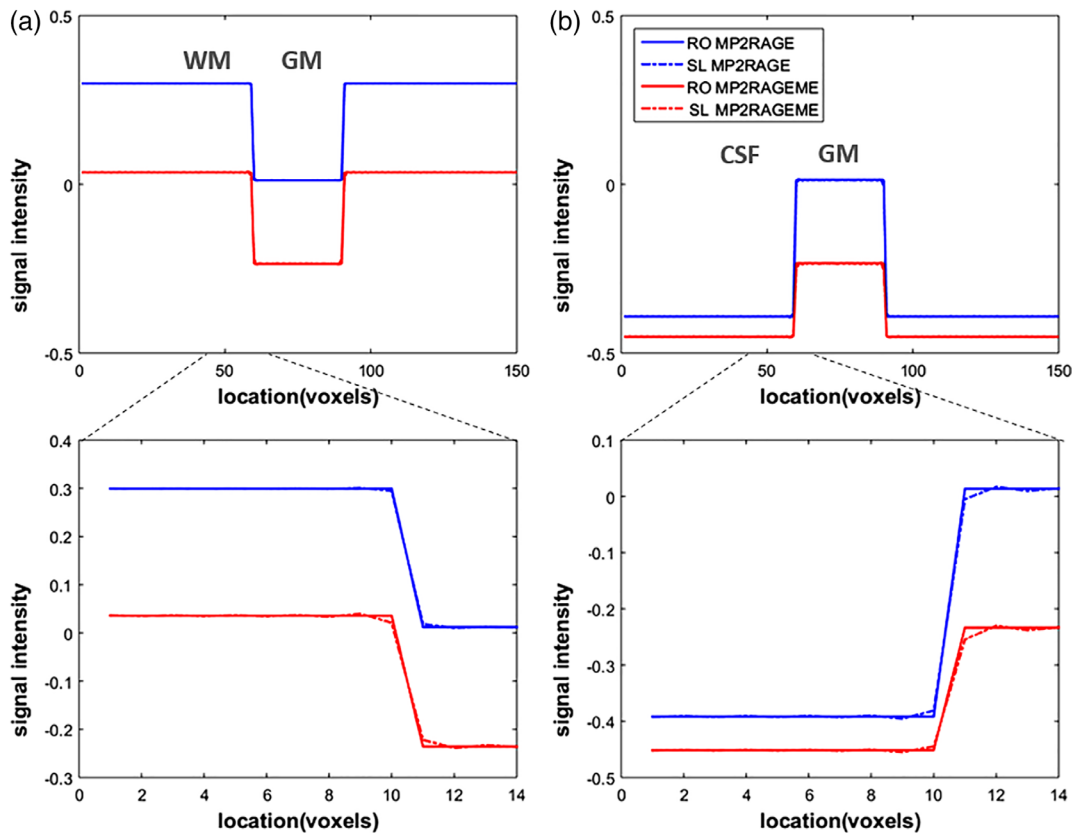 (a)
0.5
0
-0.5
signal intensity
WM GM
0 50 100 150
location(voxels)
(b)
0.5
0
-0.5
signal intensity
RO MP2RAGE
SL MP2RAGE
RO MP2RAGEME
SL MP2RAGEME
CSF GM
0 50 100 150
location(voxels)
0.4
0.3
0.2
0.1
0
-0.1
-0.2
-0.3
signal intensity
0 2 4 6 8 10 12 14
location(voxels)
0.1
0
-0.1
-0.2
-0.3
-0.4
-0.5
signal intensity
0 2 4 6 8 10 12 14
location(voxels)